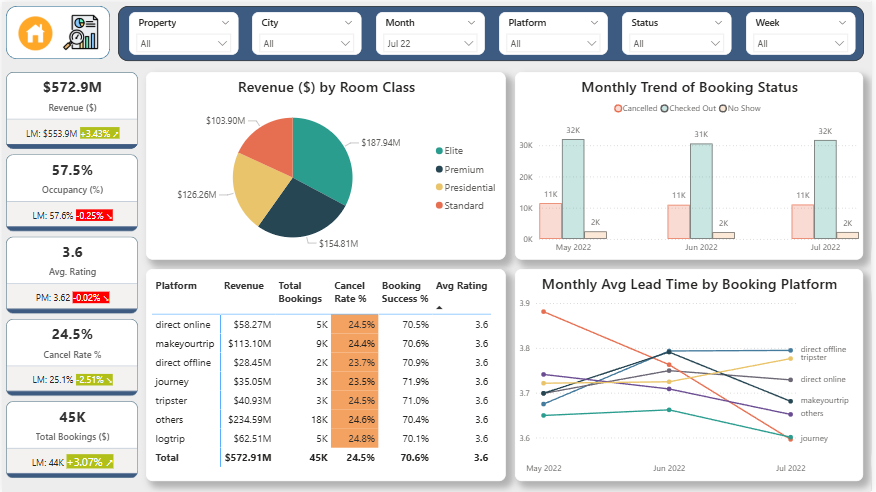 Property
City
Month
Platform
Status
Week
All
All
Jul 22
All
All
All
$572.9M
Revenue ($)
LM: $553.9M +3.43% ↗
57.5%
Occupancy (%)
LM: 57.6% -0.25% ↘
3.6
Avg. Rating
PM: 3.62 -0.02% ↘
24.5%
Cancel Rate %
LM: 25.1% -2.51% ↘
45K
Total Bookings ($)
LM: 44K +3.07% ↗
Revenue ($) by Room Class
$103.90M
$187.94M
$126.26M
$154.81M
Elite
Premium
Presidential
Standard
Monthly Trend of Booking Status
Cancelled Checked Out No Show
30K
20K
10K
0K
11K 32K 2K
11K 31K 2K
11K 32K 2K
May 2022 Jun 2022 Jul 2022
Platform Revenue Total Bookings Cancel Rate % Booking Success % Avg Rating
direct online $58.27M 5K 24.5% 70.5% 3.6
makeyourtrip $113.10M 9K 24.4% 70.6% 3.6
direct offline $28.45M 2K 23.7% 70.9% 3.6
journey $35.05M 3K 23.5% 71.9% 3.6
tripster $40.93M 3K 24.5% 71.0% 3.6
others $234.59M 18K 24.6% 70.4% 3.6
logtrip $62.51M 5K 24.8% 70.1% 3.6
Total $572.91M 45K 24.5% 70.6% 3.6
Monthly Avg Lead Time by Booking Platform
3.9
3.8
3.7
3.6
direct offline
tripster
direct online
makeyourtrip
others
journey
May 2022 Jun 2022 Jul 2022